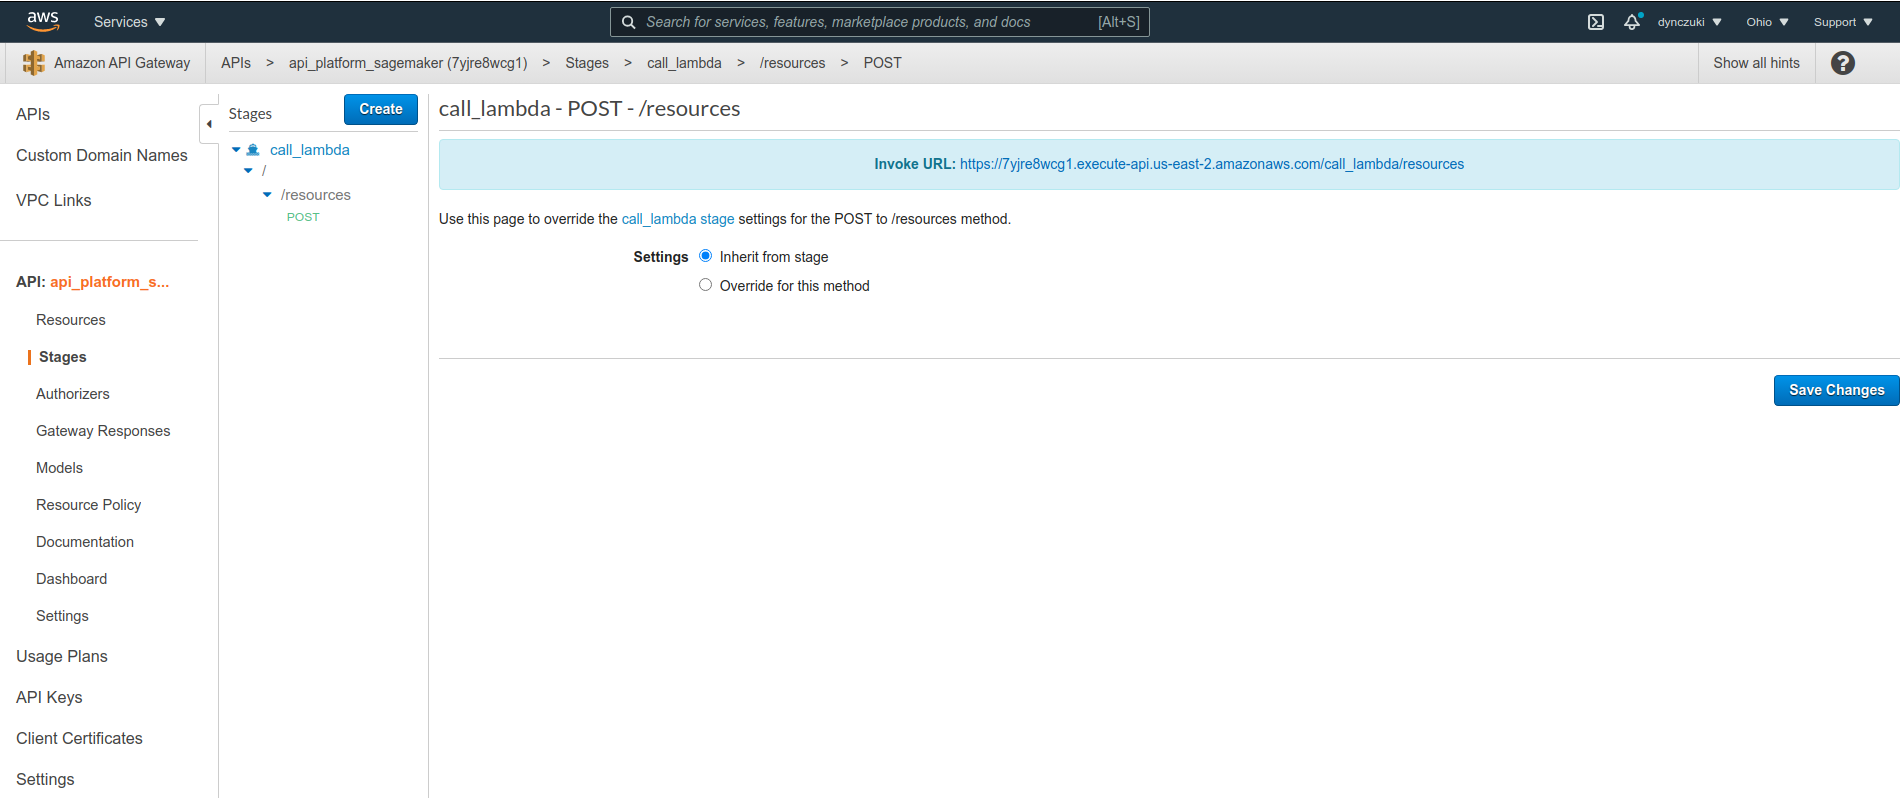 aws Services Search for services, features, marketplace products, and docs [Alt+S] dynczuki Ohio Support
Amazon API Gateway APIs > api_platform_sagemaker (7yjre8wcg1) > Stages > call_lambda > /resources > POST Show all hints ?
APIs
Custom Domain Names
VPC Links
API: api_platform_s...
Resources
Stages
Authorizers
Gateway Responses
Models
Resource Policy
Documentation
Dashboard
Settings
Usage Plans
API Keys
Client Certificates
Settings
Stages Create
call_lambda
/
/resources
POST
call_lambda - POST - /resources
Invoke URL: https://7yjre8wcg1.execute-api.us-east-2.amazonaws.com/call_lambda/resources
Use this page to override the call_lambda stage settings for the POST to /resources method.
Settings Inherit from stage
Override for this method
Save Changes